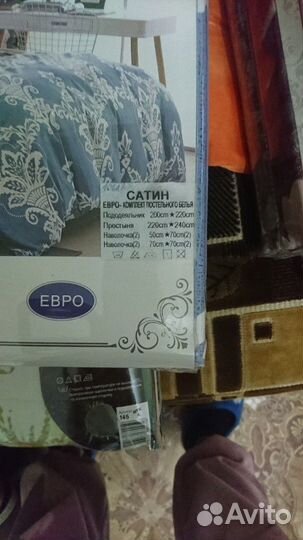 САТИН
ЕВРО- КОМПЛЕКТ ПОСТЕЛЬНОГО БЕЛЬЯ
Пододеяльник 200cm★220cm
Простыня 220cm★240cm
Наволочка(2) 50cm★70cm(2)
Наволочка(2) 70cm★70cm(2)
ЕВРО
145
Avito